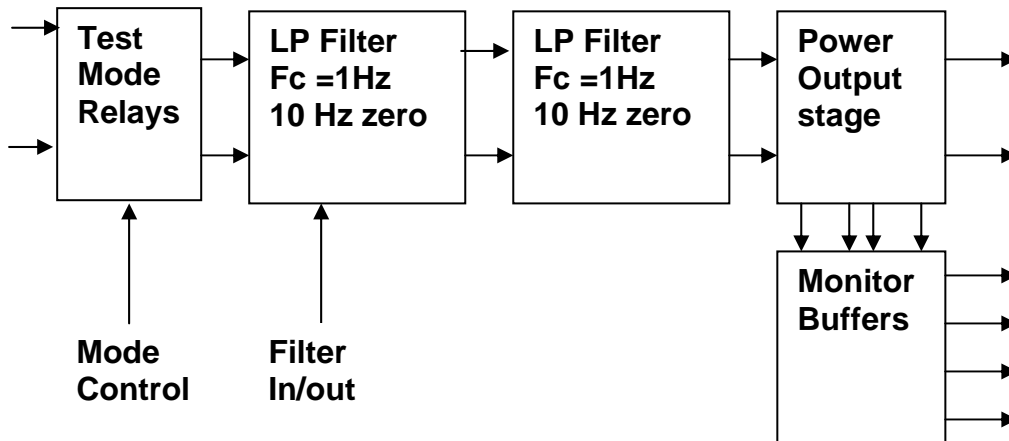 Test
Mode
Relays
LP Filter
Fc =1Hz
10 Hz zero
LP Filter
Fc =1Hz
10 Hz zero
Power
Output
stage
Monitor
Buffers
Mode
Control
Filter
In/out